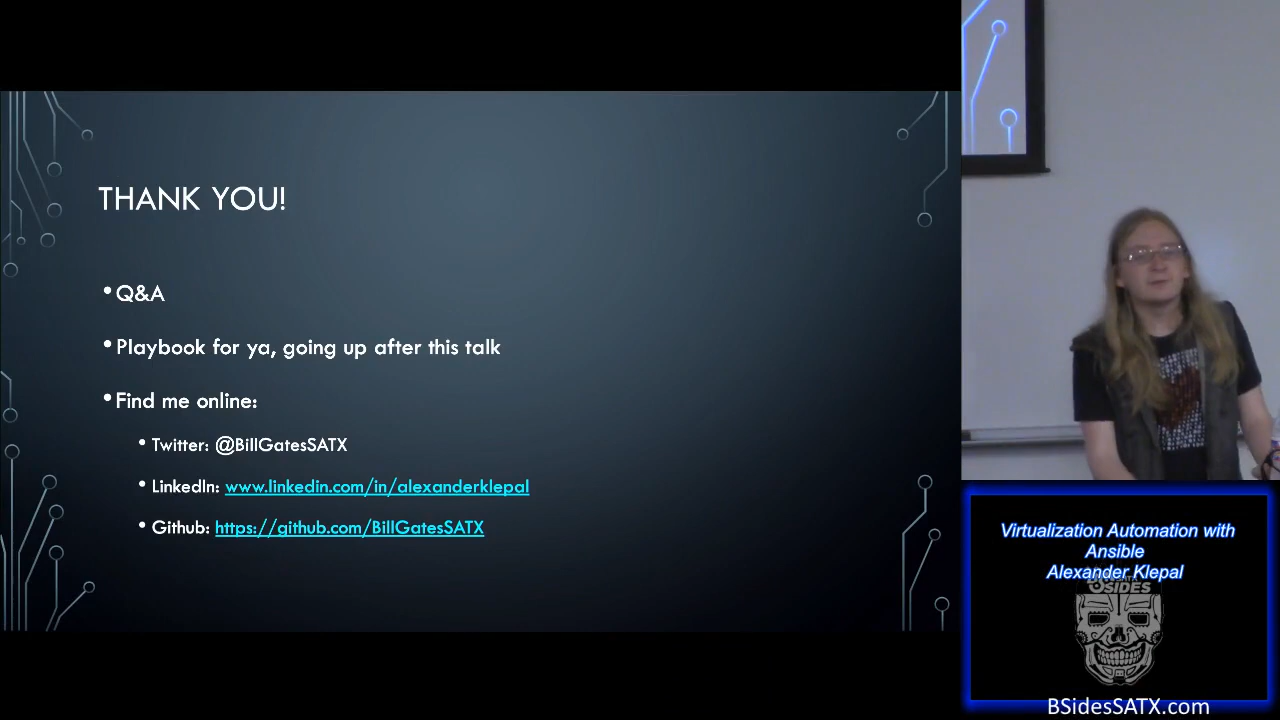 THANK YOU!
•Q&A
•Playbook for ya, going up after this talk
•Find me online:
• Twitter: @BillGatesSATX
• LinkedIn: www.linkedin.com/in/alexanderklepal
• Github: https://github.com/BillGatesSATX
Virtualization Automation with
Ansible
Alexander Klepal
BSIDES
BSidesSATX.com